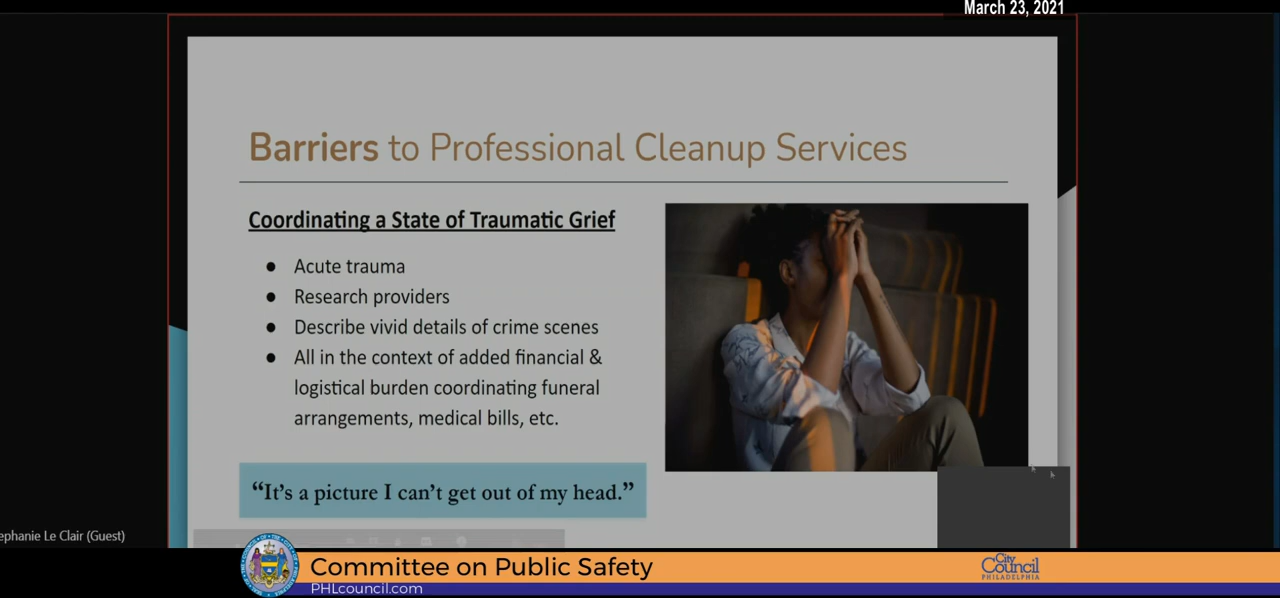 March 23, 2021
Barriers to Professional Cleanup Services
Coordinating a State of Traumatic Grief
● Acute trauma
● Research providers
● Describe vivid details of crime scenes
● All in the context of added financial &
logistical burden coordinating funeral
arrangements, medical bills, etc.
“It’s a picture I can’t get out of my head.”
ephanie Le Clair (Guest)
Committee on Public Safety
City
Council
PHILADELPHIA
PHLcouncil.com